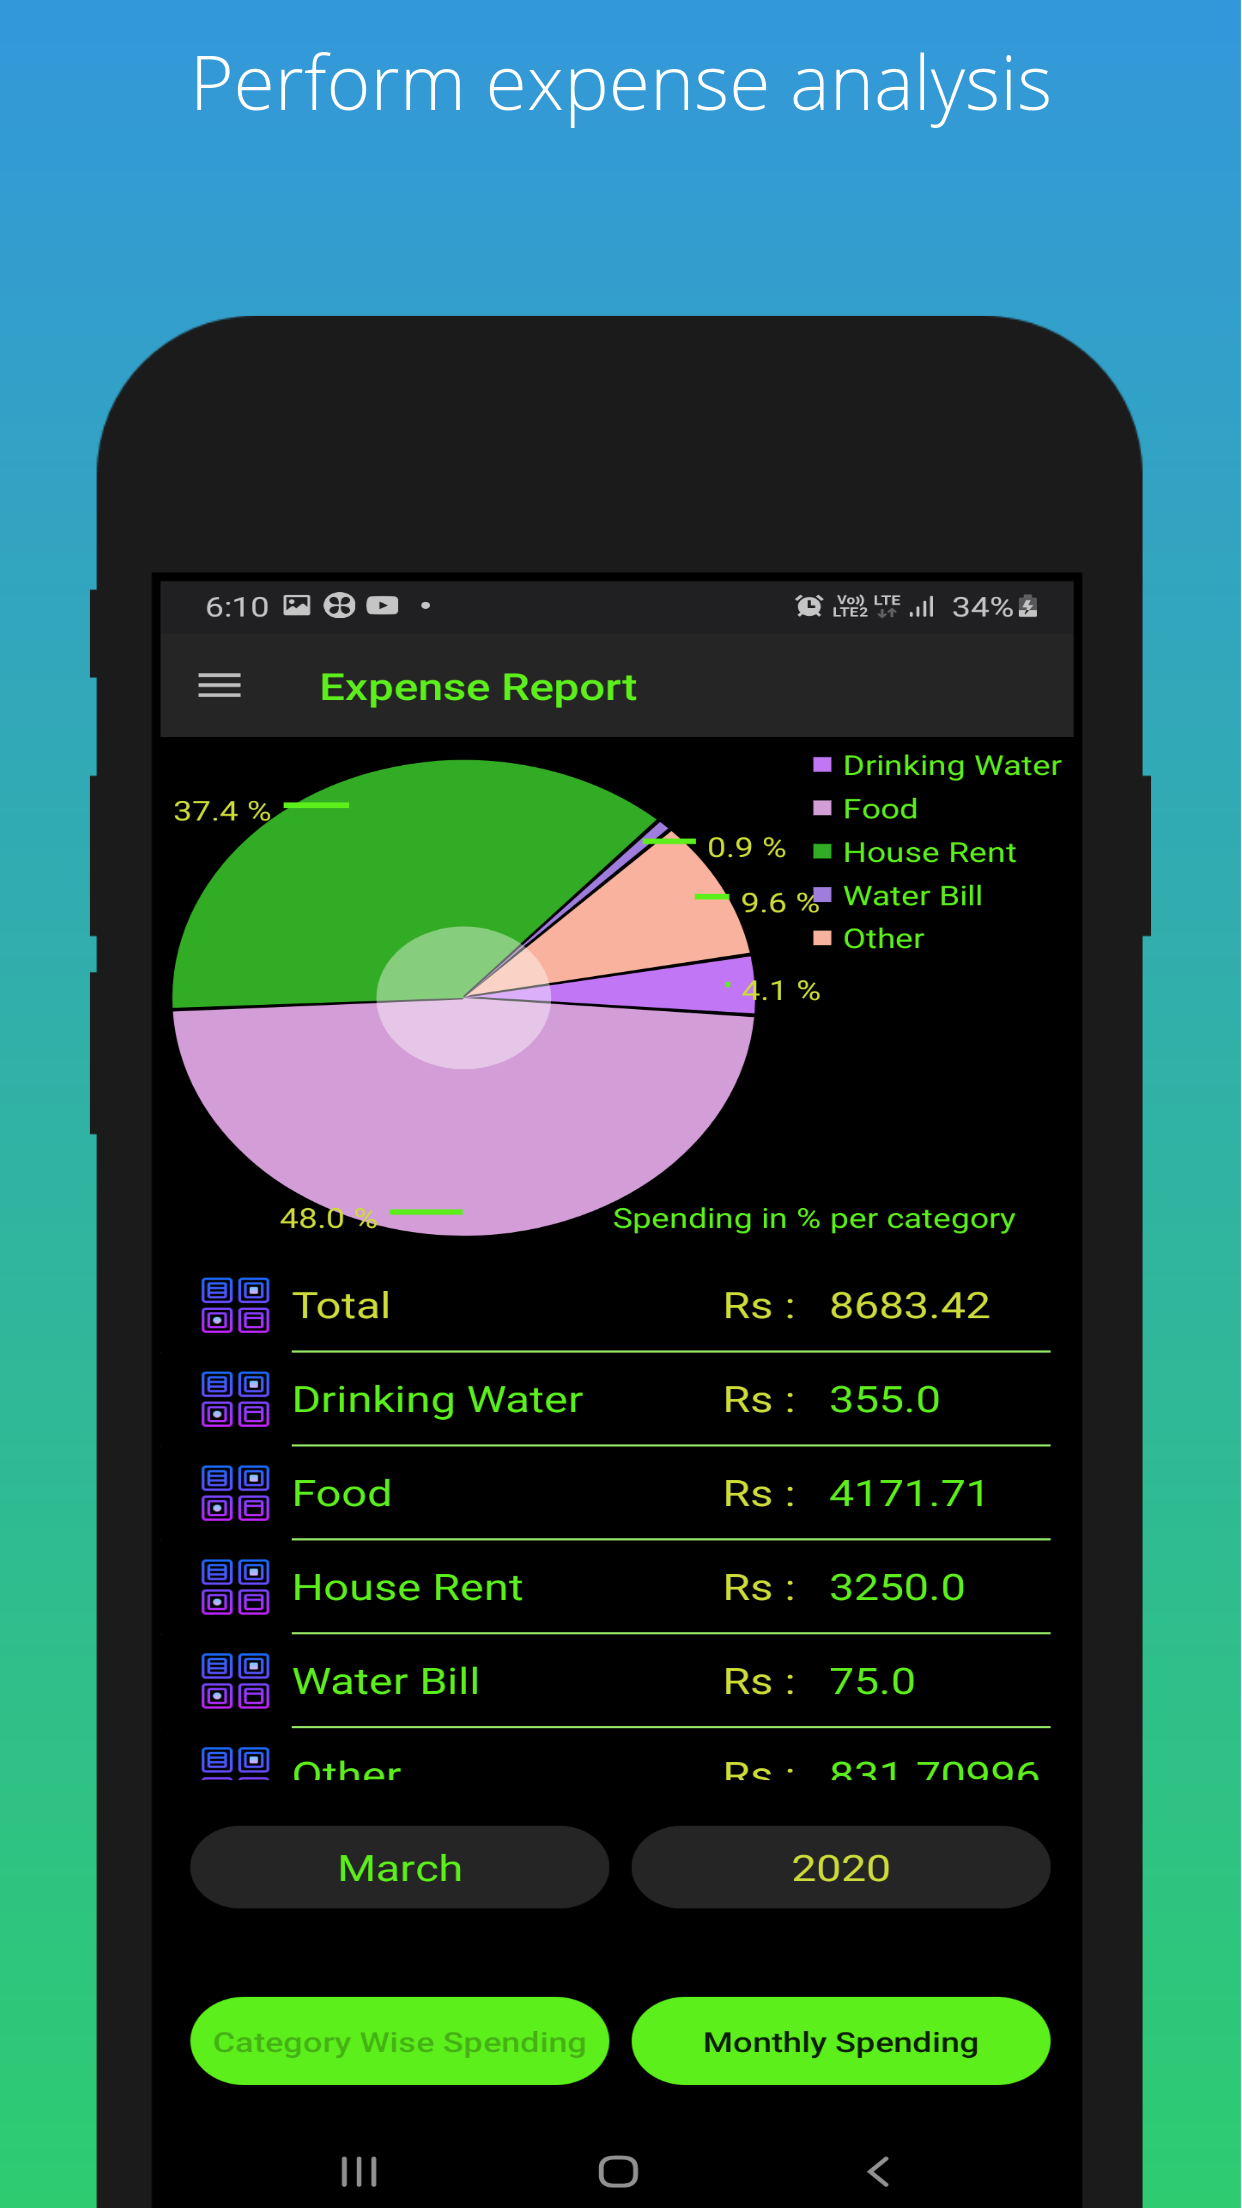 Perform expense analysis
6:10
Vo)) LTE
LTE2
34%
Expense Report
Drinking Water
37.4 %
Food
0.9 %
House Rent
9.6 %
Water Bill
Other
4.1 %
48.0 %
Spending in % per category
Total Rs : 8683.42
Drinking Water Rs : 355.0
Food Rs : 4171.71
House Rent Rs : 3250.0
Water Bill Rs : 75.0
Other Rs : 831.70996
March
2020
Category Wise Spending
Monthly Spending